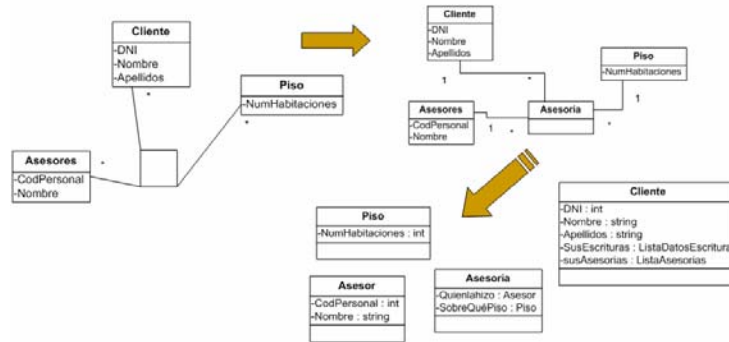 Cliente
-DNI
-Nombre
-Apellidos
*
Piso
-NumHabitaciones
*
Asesores
-CodPersonal
-Nombre
*
Cliente
-DNI
-Nombre
-Apellidos
1
*
Piso
-NumHabitaciones
1
*
Asesores
-CodPersonal
-Nombre
1
*
Asesoria
Piso
-NumHabitaciones : int
Cliente
-DNI : int
-Nombre : string
-Apellidos : string
-SusEscrituras : ListaDatosEscritura
-susAsesorias : ListaAsesorias
Asesor
-CodPersonal : int
-Nombre : string
Asesoria
-Quienlahizo : Asesor
-SobreQuéPiso : Piso